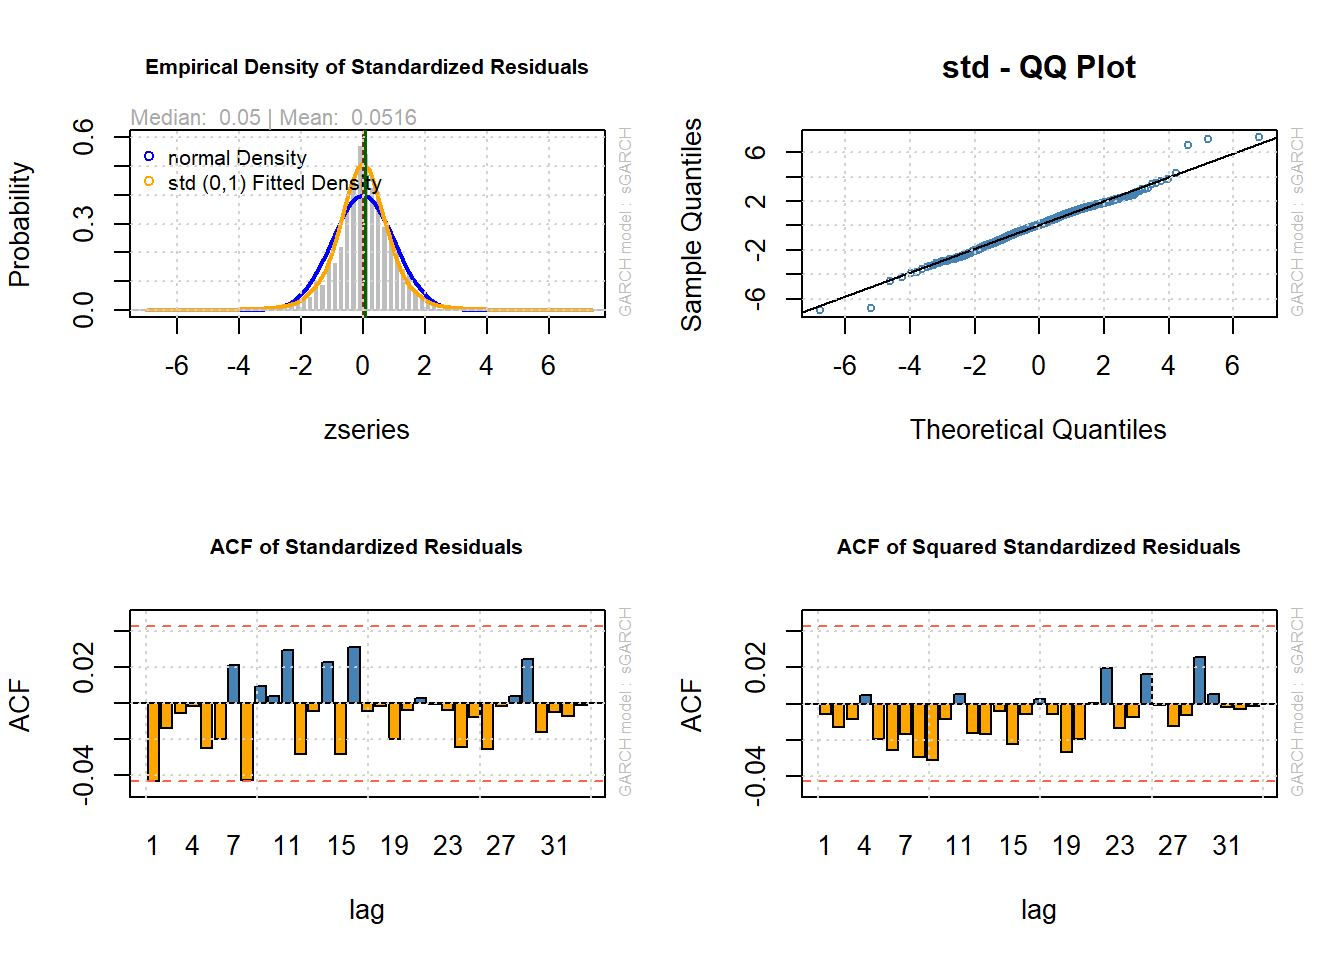 Empirical Density of Standardized Residuals
Median:  0.05 | Mean:  0.0516
normal Density
std (0,1) Fitted Density
Probability
0.0 0.3 0.6
-6 -4 -2 0 2 4 6
zseries
GARCH model :  sGARCH
std - QQ Plot
Sample Quantiles
-6 -2 2 6
-6 -4 -2 0 2 4 6
Theoretical Quantiles
GARCH model :  sGARCH
ACF of Standardized Residuals
ACF
-0.04 0.02
1 4 7 11 15 19 23 27 31
lag
GARCH model :  sGARCH
ACF of Squared Standardized Residuals
ACF
-0.04 0.02
1 4 7 11 15 19 23 27 31
lag
GARCH model :  sGARCH